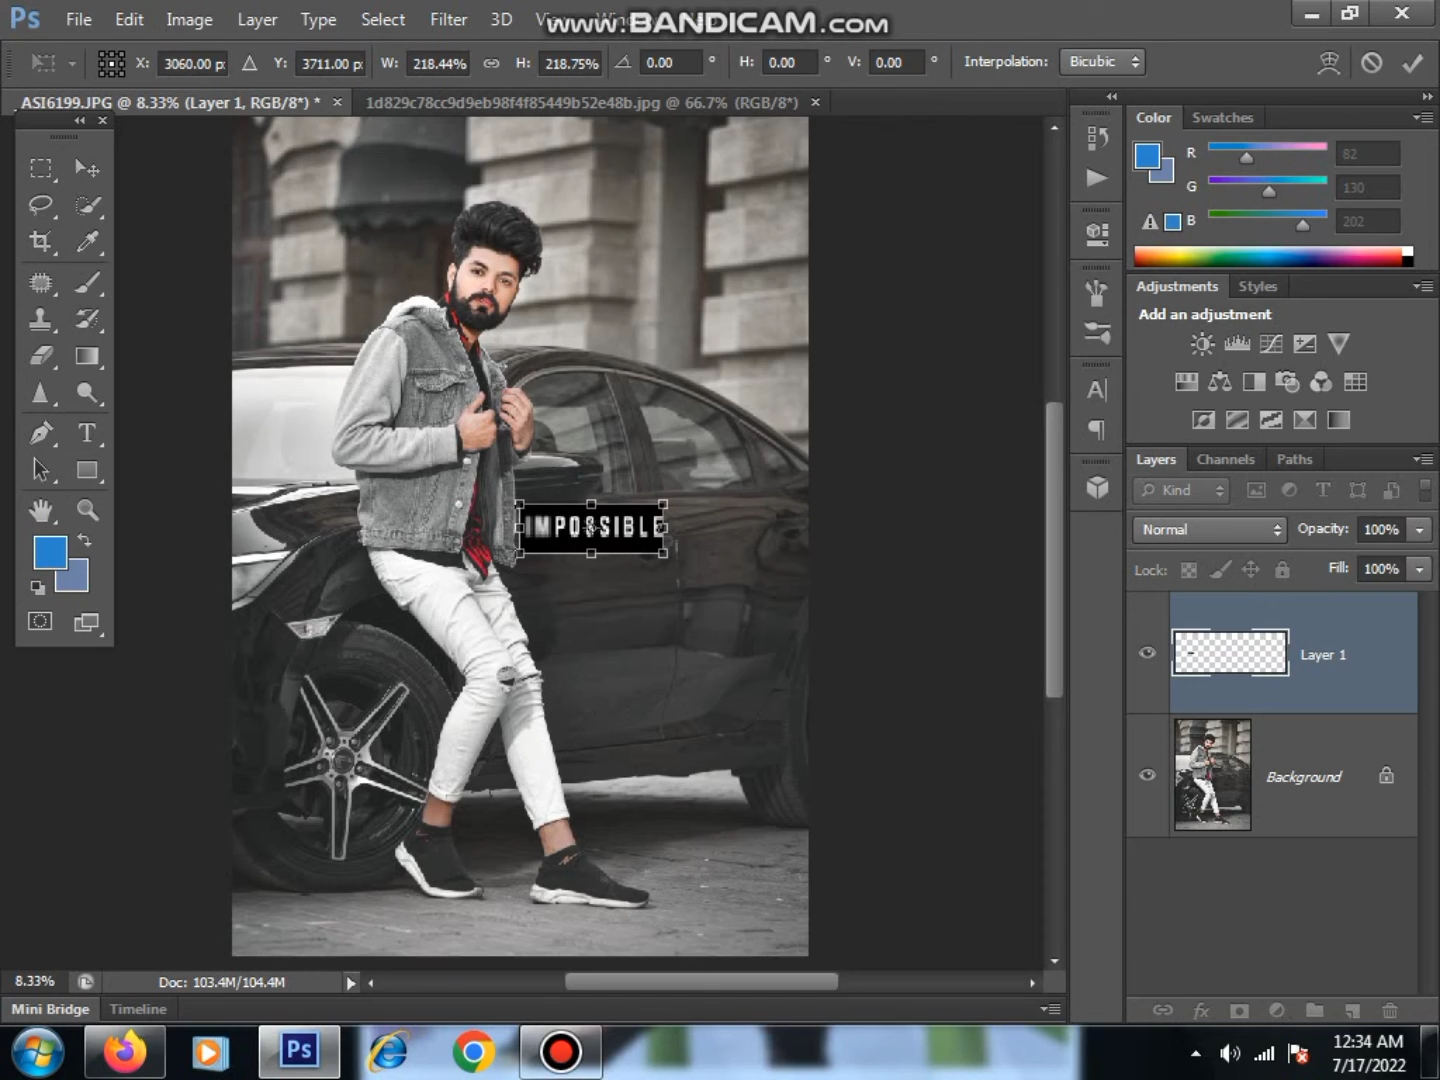 Ps File Edit Image Layer Type Select Filter 3D
www.BANDICAM.com
X: 3060.00 p Y: 3711.00 p W: 218.44% H: 218.75% 0.00 ° H: 0.00 ° V: 0.00 ° Interpolation: Bicubic
_ASI6199.JPG @ 8.33% (Layer 1, RGB/8*) * × 1d829c78cc9d9eb98f4f85449b52e48b.jpg @ 66.7% (RGB/8*) ×
Color Swatches
R 82
G 130
B 202
Adjustments Styles
Add an adjustment
IMPOSSIBLE
Layers Channels Paths
Kind
Normal Opacity: 100%
Lock: Fill: 100%
Layer 1
Background
8.33% Doc: 103.4M/104.4M
Mini Bridge Timeline
Ps
12:34 AM
7/17/2022